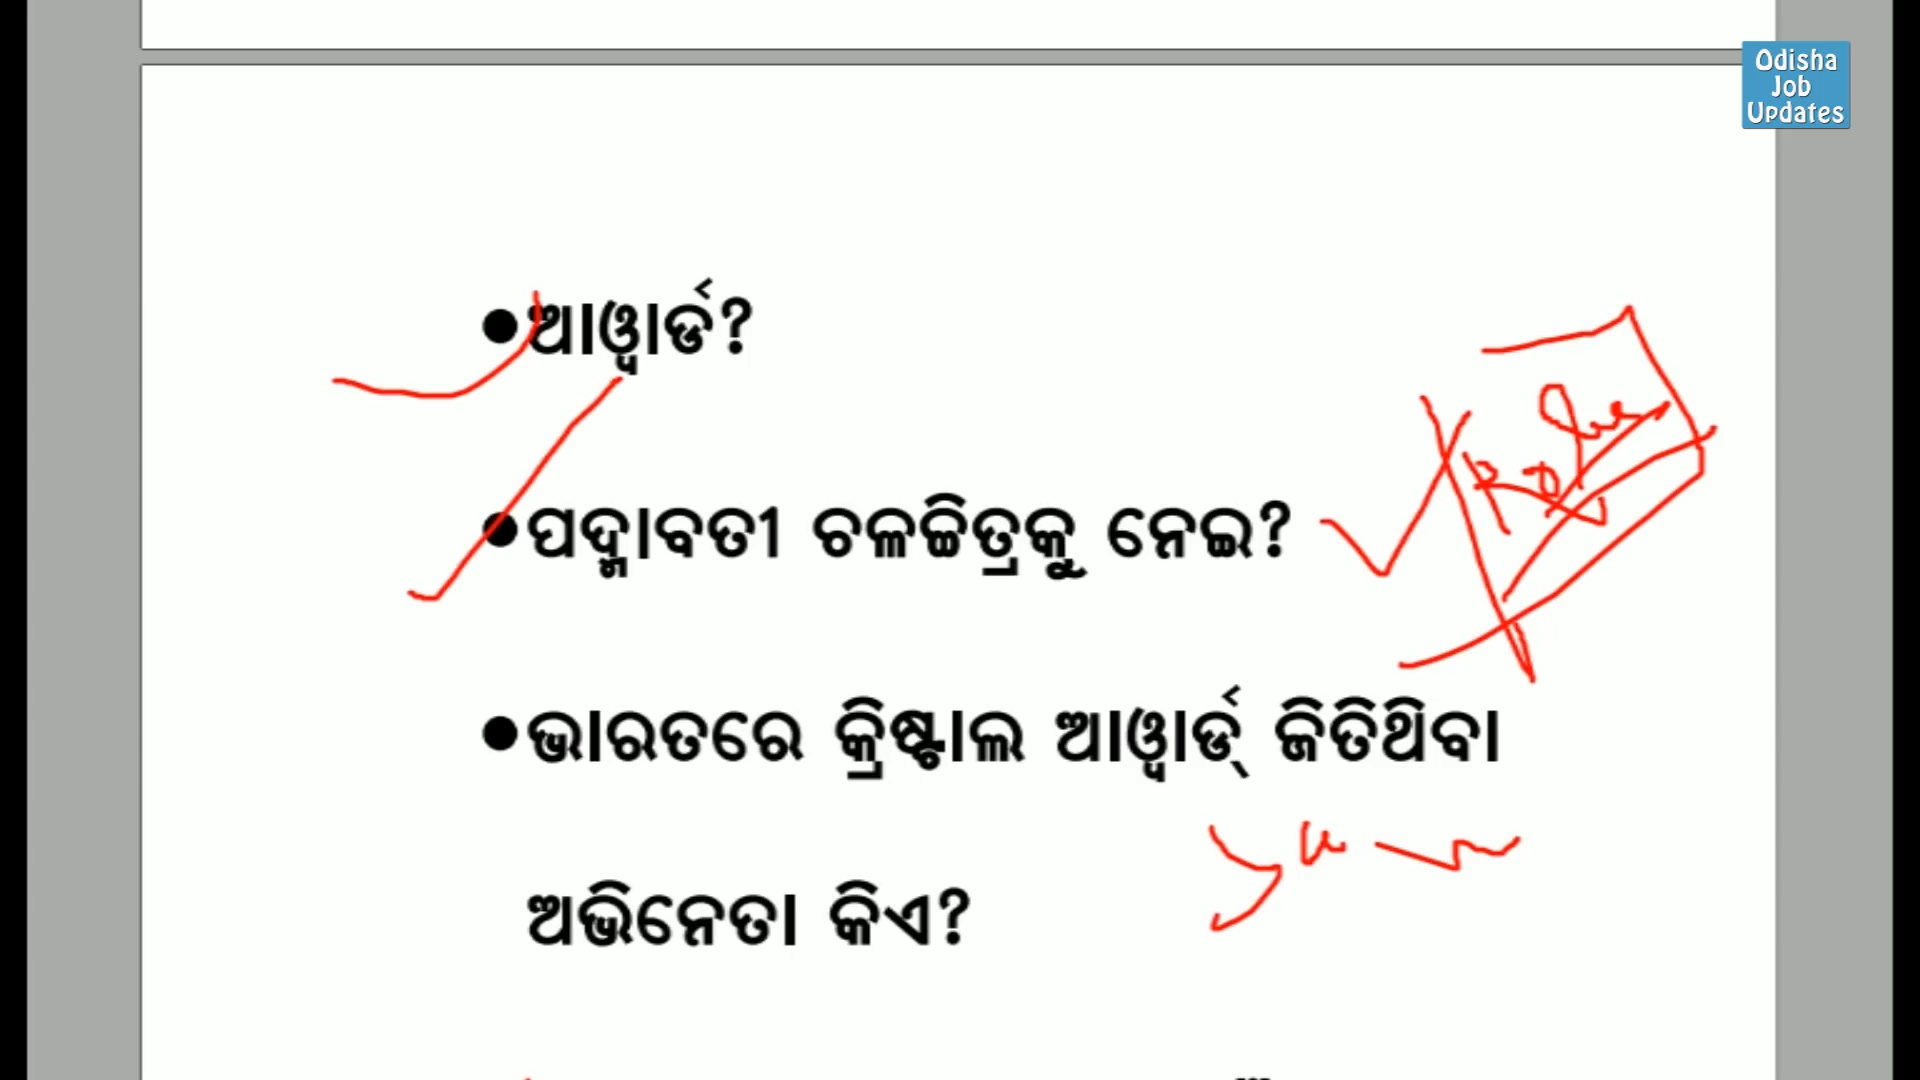 Odisha
Job
Updates
●ଆୱାର୍ଡ?
●ପଦ୍ମାବତୀ ଚଳଚ୍ଚିତ୍ରକୁ ନେଇ?
●ଭାରତରେ କ୍ରିଷ୍ଟାଲ ଆୱାର୍ଡ୍ ଜିତିଥିବା
ଅଭିନେତା କିଏ?